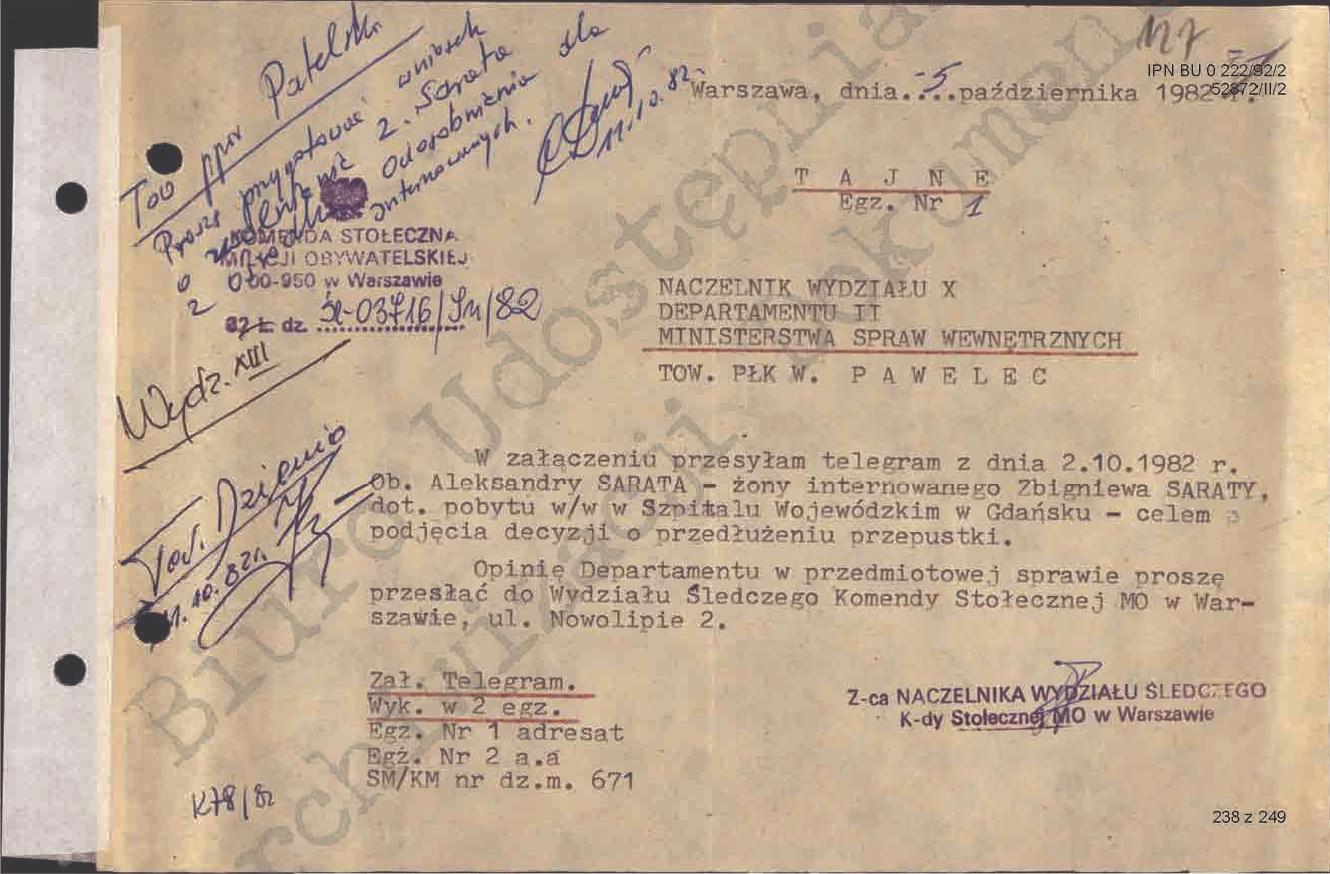 127
IPN BU 0 222/92/2
52872/II/2
Warszawa, dnia.-5...października 1982 r.
T A J N E
Egz. Nr 1
Tow ppłk Patelski
Proszę przygotować wniosek
o Z. Sarata
z odosobnienia dla
internowanych.
11.10.82
KOMENDA STOŁECZNA
MILICJI OBYWATELSKIEJ
00-950 w Warszawie
L. dz. Śl-03716/Sm/82
Wydz. XIII
Tow. Dziemio
11.10.82r.
NACZELNIK WYDZIAŁU X
DEPARTAMENTU II
MINISTERSTWA SPRAW WEWNĘTRZNYCH
TOW. PŁK W. P A W E L E C
W załączeniu przesyłam telegram z dnia 2.10.1982 r.
Ob. Aleksandry SARATA - żony internowanego Zbigniewa SARATY,
dot. pobytu w/w w Szpitalu Wojewódzkim w Gdańsku - celem
podjęcia decyzji o przedłużeniu przepustki.
Opinię Departamentu w przedmiotowej sprawie proszę
przesłać do Wydziału Śledczego Komendy Stołecznej MO w War-
szawie, ul. Nowolipie 2.
Zał. Telegram.
Wyk. w 2 egz.
Egz. Nr 1 adresat
Egz. Nr 2 a.a
SM/KM nr dz.m. 671
Z-ca NACZELNIKA WYDZIAŁU ŚLEDCZEGO
K-dy Stołecznej MO w Warszawie
K78/82
238 z 249
Biuro Udostępniania
i Archiwizacji Dokumentów